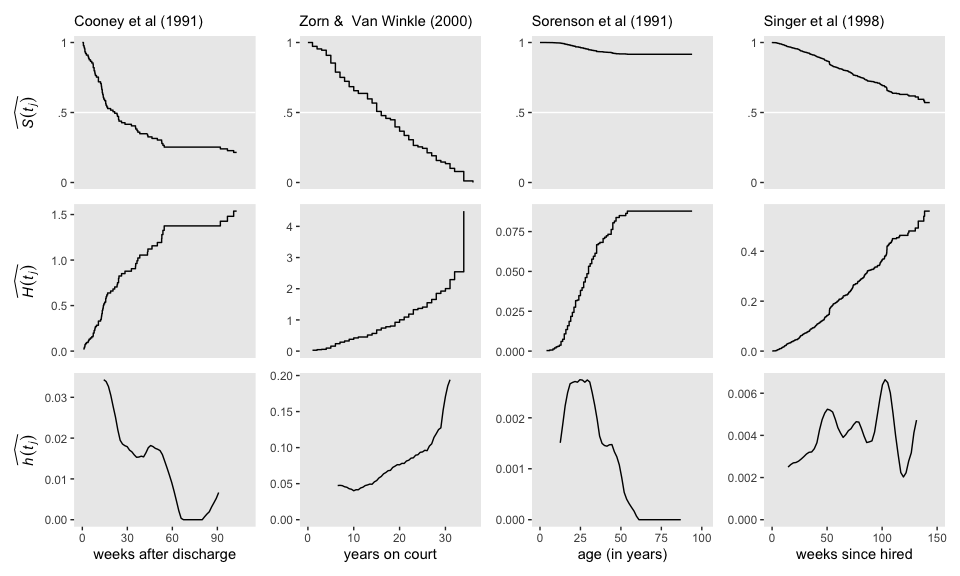 Cooney et al (1991) Zorn & Van Winkle (2000) Sorenson et al (1991) Singer et al (1998)
Ŝ(tj)
1 .5 0
1 .5 0
1 .5 0
1 .5 0
Ĥ(tj)
1.5 1.0 0.5 0.0
4 3 2 1 0
0.075 0.050 0.025 0.000
0.4 0.2 0.0
ĥ(tj)
0.03 0.02 0.01 0.00
0.20 0.15 0.10 0.05 0.00
0.002 0.001 0.000
0.006 0.004 0.002 0.000
0 30 60 90 0 10 20 30 0 25 50 75 100 0 50 100 150
weeks after discharge years on court age (in years) weeks since hired